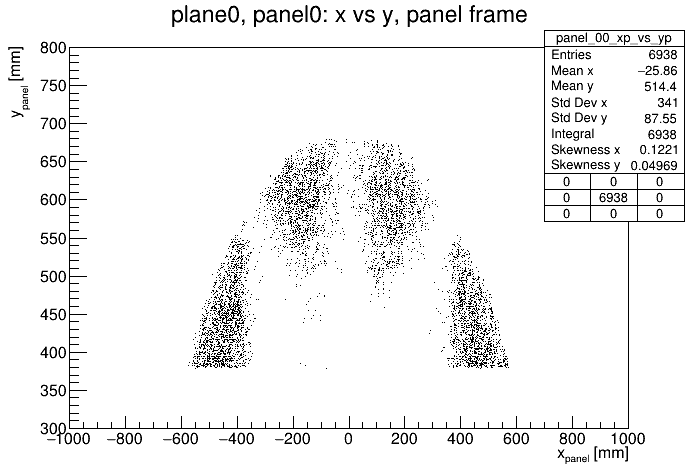 plane0, panel0: x vs y, panel frame
panel_00_xp_vs_yp
Entries 6938
Mean x −25.86
Mean y 514.4
Std Dev x 341
Std Dev y 87.55
Integral 6938
Skewness x 0.1221
Skewness y 0.04969
0 0 0
0 6938 0
0 0 0
y_panel [mm]
800
750
700
650
600
550
500
450
400
350
300
−1000 −800 −600 −400 −200 0 200 400 600 800 1000
x_panel [mm]